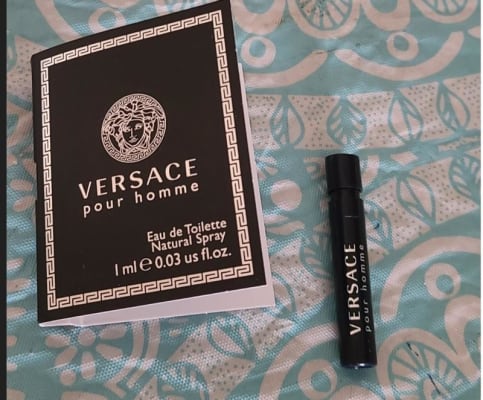 VERSACE
pour homme
Eau de Toilette
Natural Spray
1 ml ℮ 0.03 us fl.oz.
VERSACE
pour homme